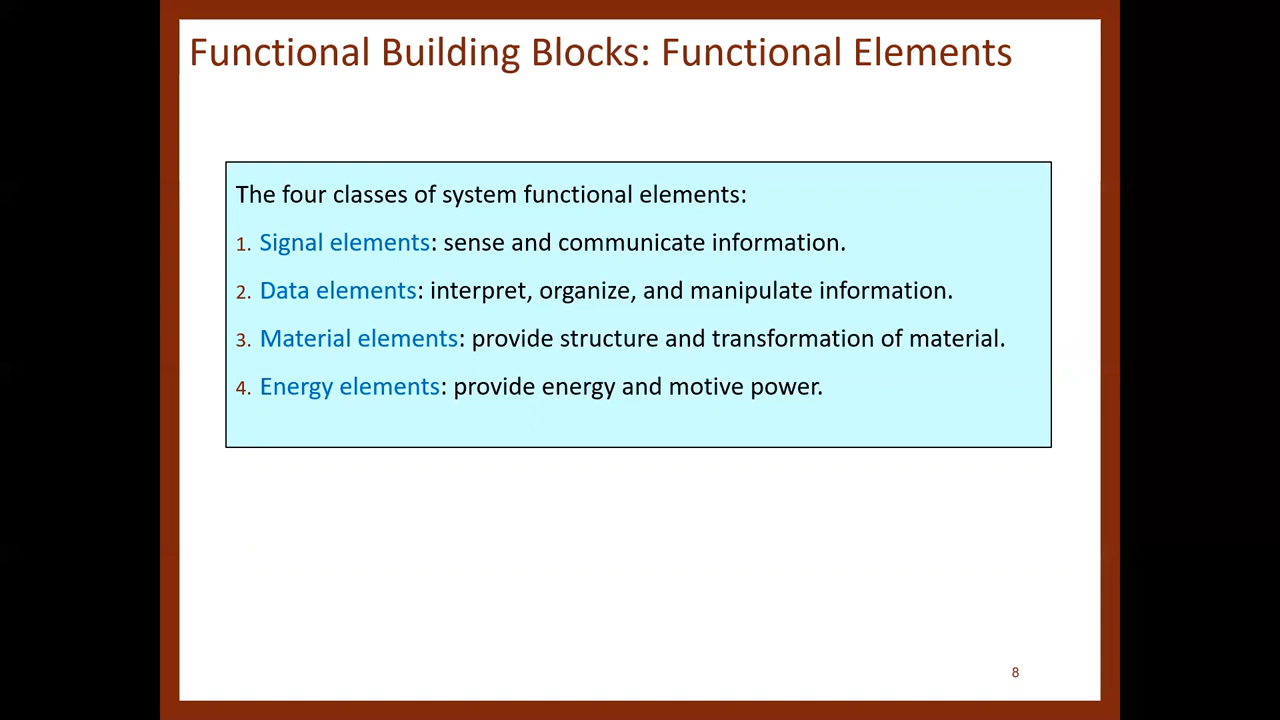 Functional Building Blocks: Functional Elements
The four classes of system functional elements:
1. Signal elements: sense and communicate information.
2. Data elements: interpret, organize, and manipulate information.
3. Material elements: provide structure and transformation of material.
4. Energy elements: provide energy and motive power.
8